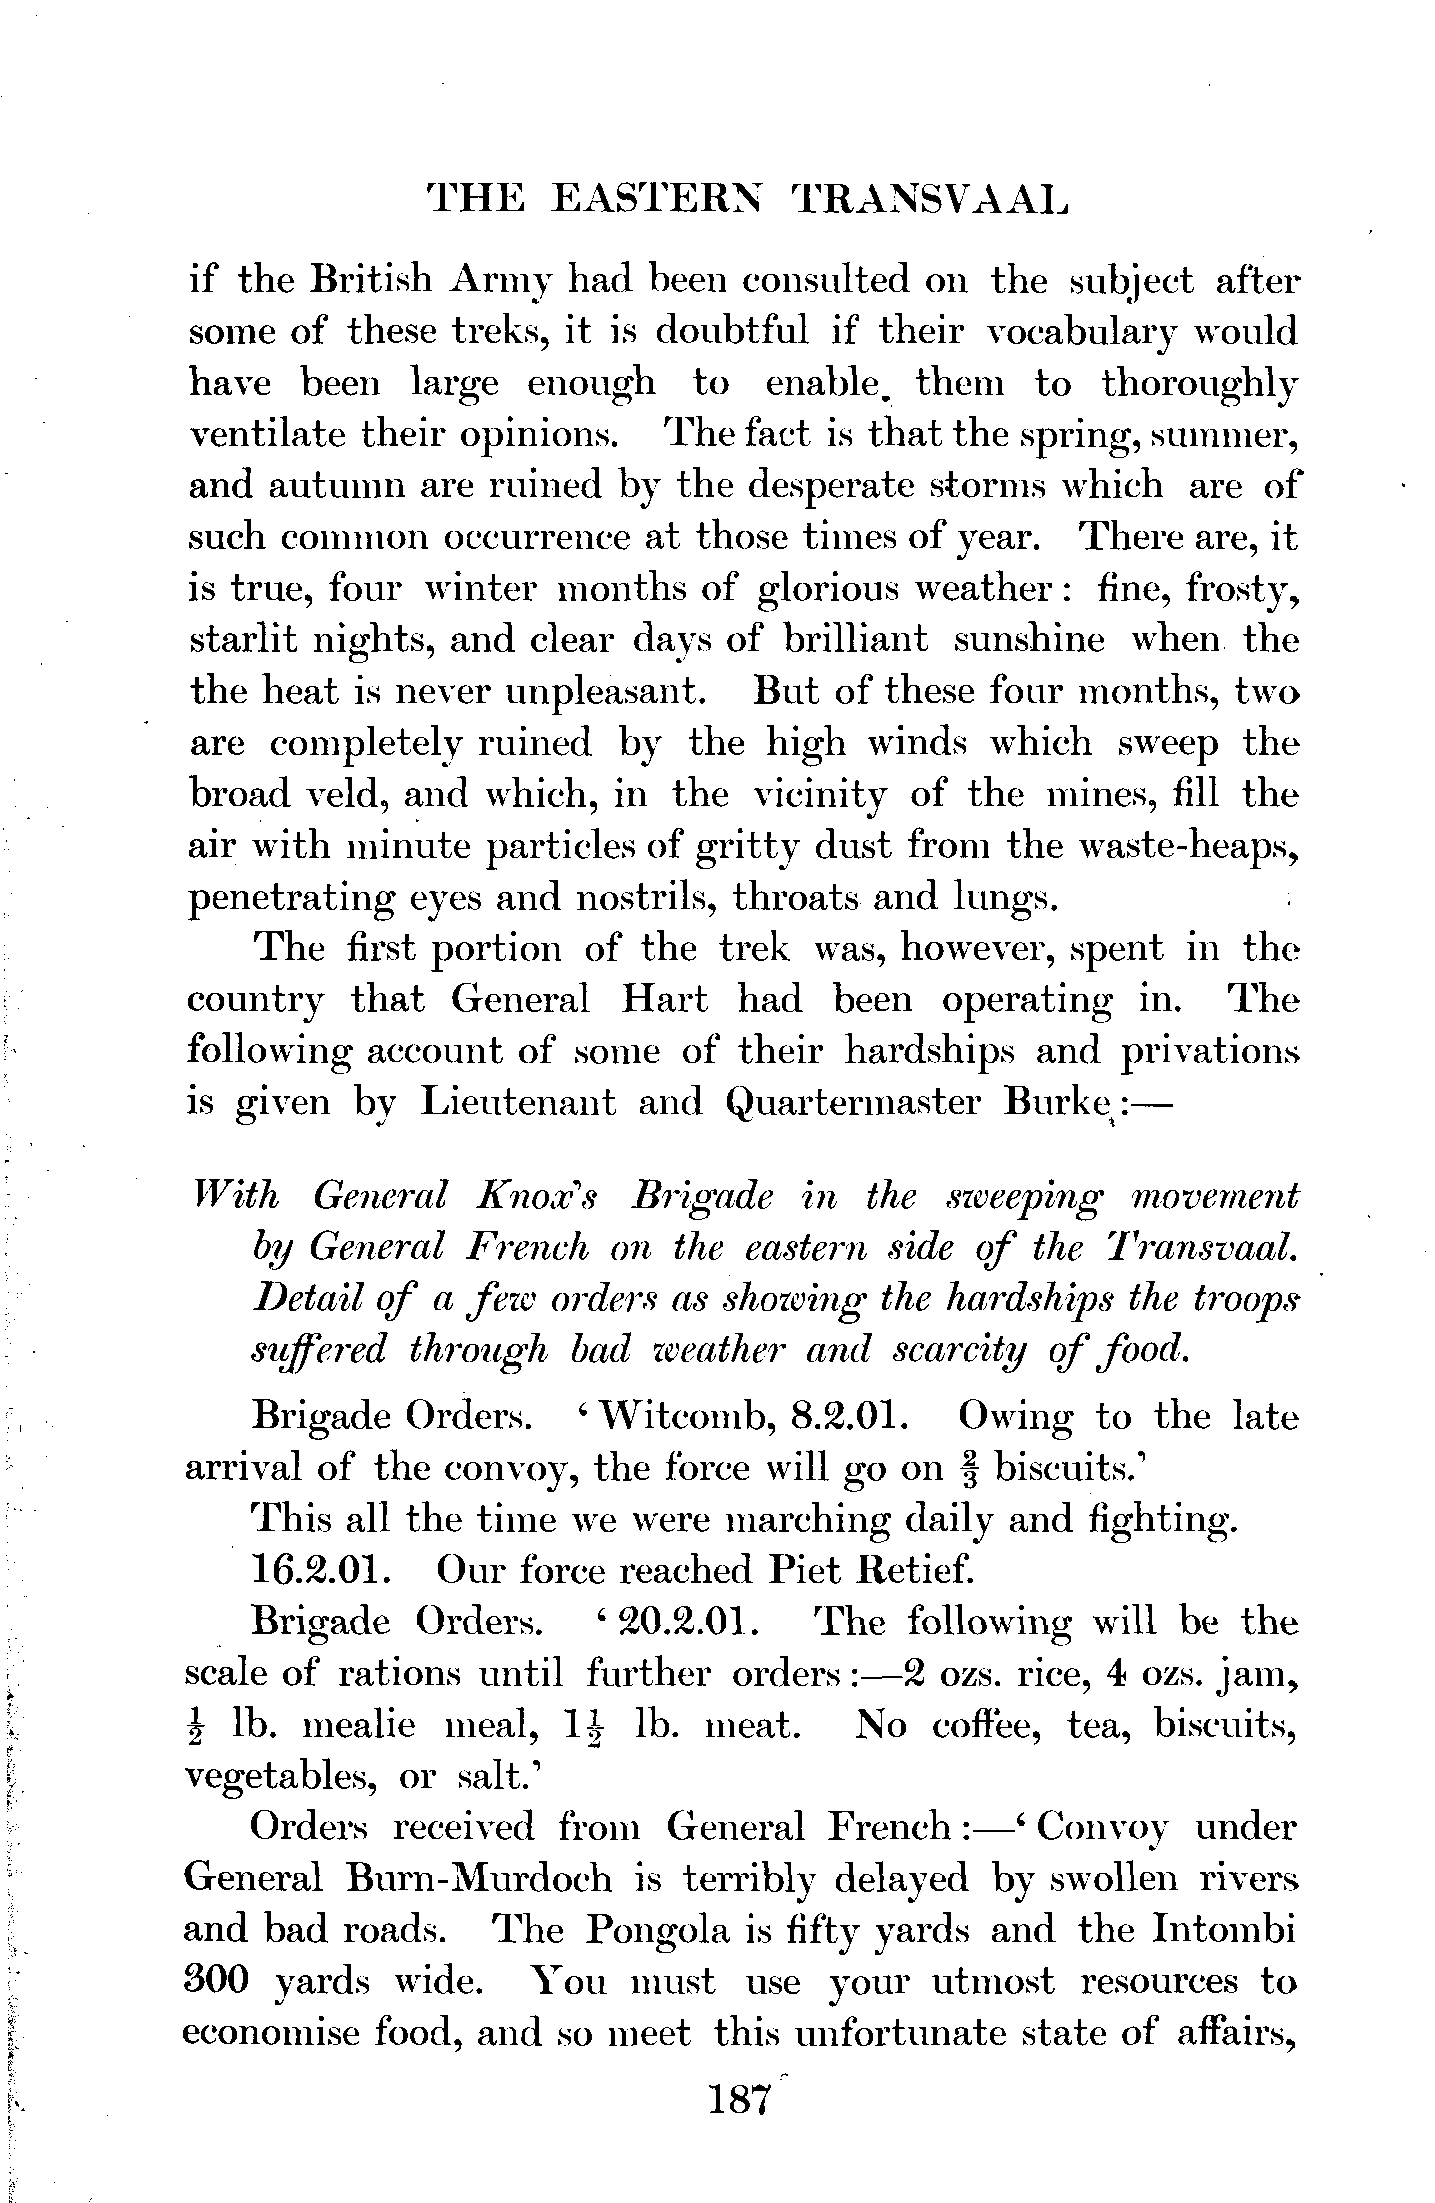 THE EASTERN TRANSVAAL
if the British Army had been consulted on the subject after
some of these treks, it is doubtful if their vocabulary would
have been large enough to enable. them to thoroughly
ventilate their opinions. The fact is that the spring, summer,
and autumn are ruined by the desperate storms which are of
such common occurrence at those times of year. There are, it
is true, four winter months of glorious weather: fine, frosty,
starlit nights, and clear days of brilliant sunshine when the
the heat is never unpleasant. But of these four months, two
are completely ruined by the high winds which sweep the
broad veld, and which, in the vicinity of the mines, fill the
air with minute particles of gritty dust from the waste-heaps,
penetrating eyes and nostrils, throats and lungs.
The first portion of the trek was, however, spent in the
country that General Hart had been operating in. The
following account of some of their hardships and privations
is given by Lieutenant and Quartermaster Burke:—
With General Knox's Brigade in the sweeping movement
by General French on the eastern side of the Transvaal.
Detail of a few orders as showing the hardships the troops
suffered through bad weather and scarcity of food.
Brigade Orders. ‘Witcomb, 8.2.01. Owing to the late
arrival of the convoy, the force will go on ⅔ biscuits.’
This all the time we were marching daily and fighting.
16.2.01. Our force reached Piet Retief.
Brigade Orders. ‘20.2.01. The following will be the
scale of rations until further orders:—2 ozs. rice, 4 ozs. jam,
½ lb. mealie meal, 1½ lb. meat. No coffee, tea, biscuits,
vegetables, or salt.’
Orders received from General French:—‘Convoy under
General Burn-Murdoch is terribly delayed by swollen rivers
and bad roads. The Pongola is fifty yards and the Intombi
300 yards wide. You must use your utmost resources to
economise food, and so meet this unfortunate state of affairs,
187